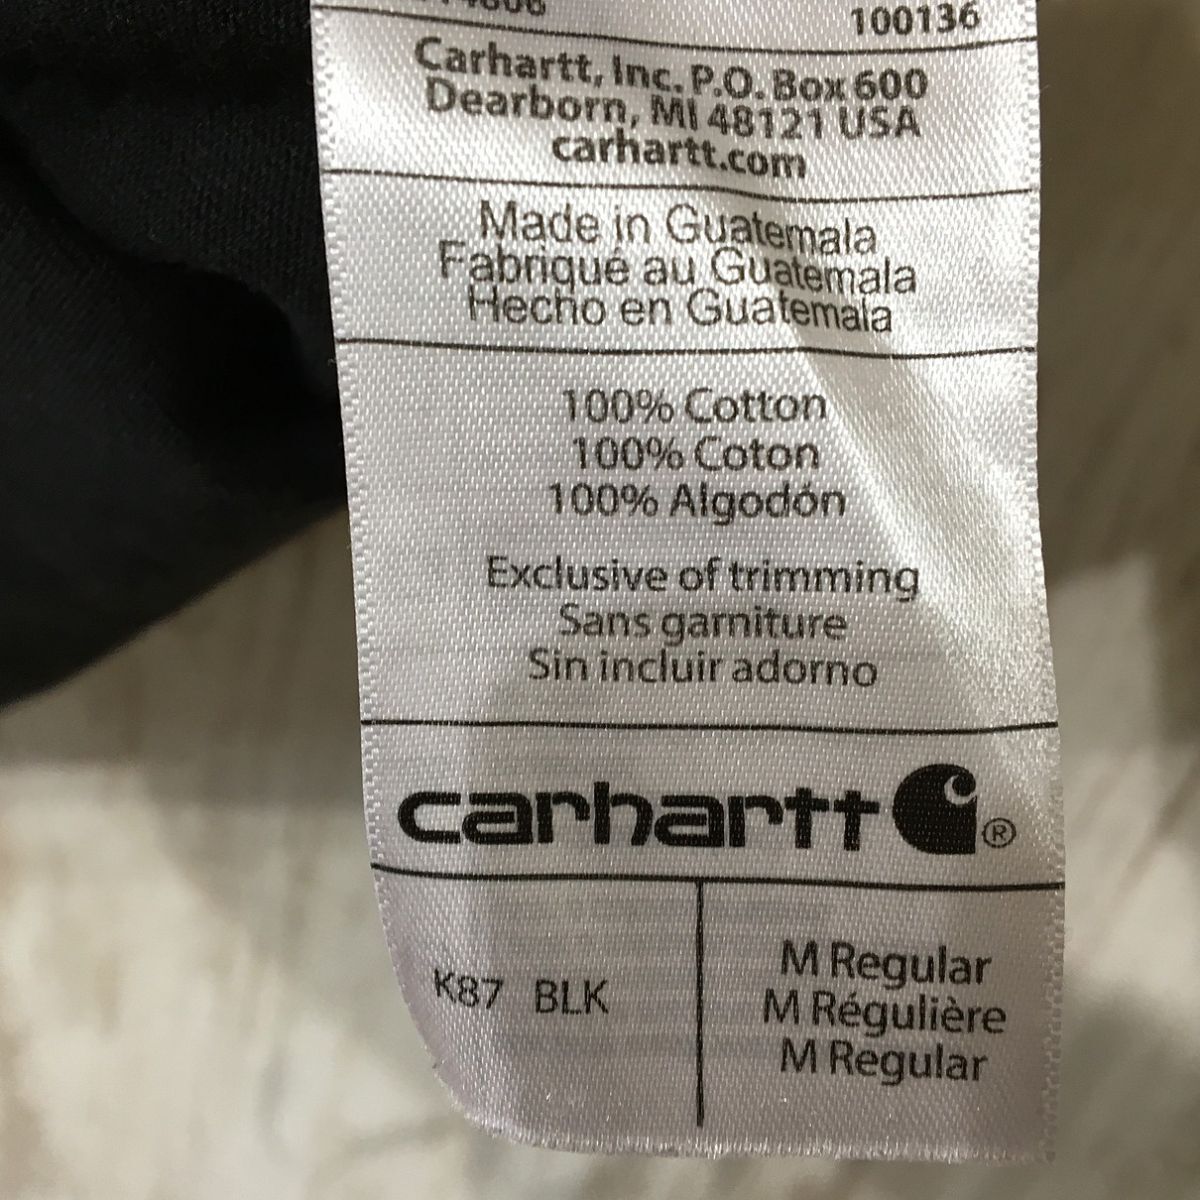 100136
Carhartt, Inc. P.O. Box 600
Dearborn, MI 48121 USA
carhartt.com
Made in Guatemala
Fabriqué au Guatemala
Hecho en Guatemala
100% Cotton
100% Coton
100% Algodón
Exclusive of trimming
Sans garniture
Sin incluir adorno
carhartt ®
K87 BLK
M Regular
M Régulière
M Regular